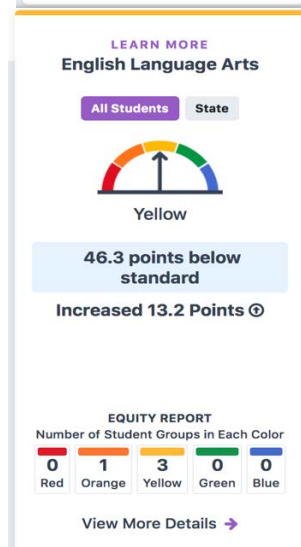 LEARN MORE
English Language Arts
All Students State
Yellow
46.3 points below
standard
Increased 13.2 Points
EQUITY REPORT
Number of Student Groups in Each Color
0 1 3 0 0
Red Orange Yellow Green Blue
View More Details